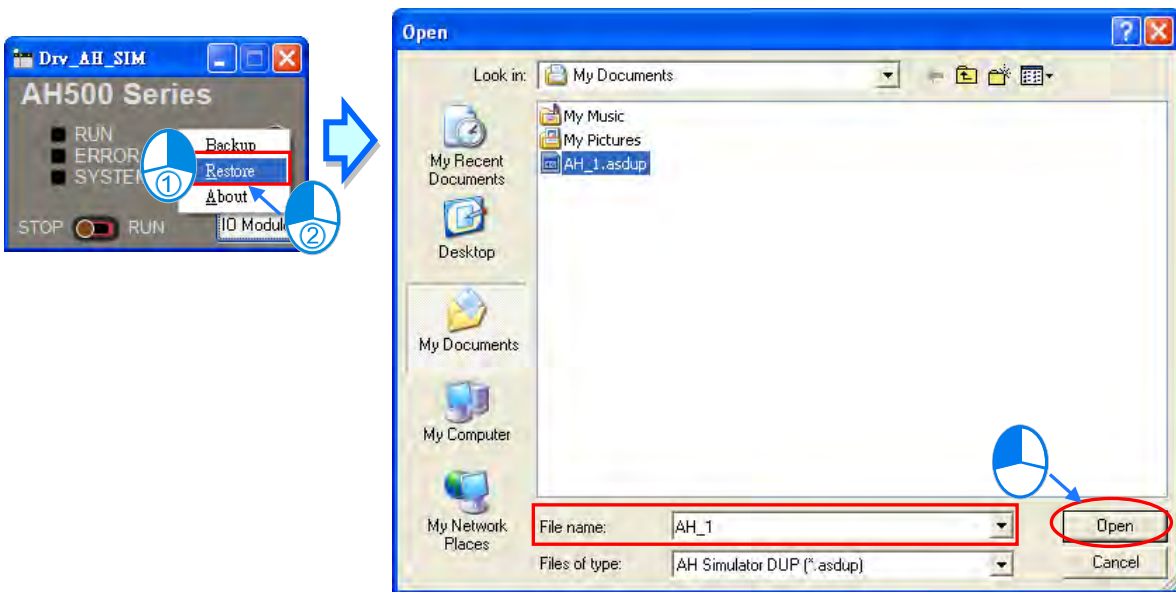 Drv_AH_SIM
AH500 Series
RUN
ERROR
SYSTEM
Backup
Restore
About
①
②
STOP
RUN
IO Module
Open
Look in:
My Documents
My Recent
Documents
Desktop
My Documents
My Computer
My Network
Places
My Music
My Pictures
AH_1.asdup
File name:
AH_1
Open
Files of type:
AH Simulator DUP (*.asdup)
Cancel